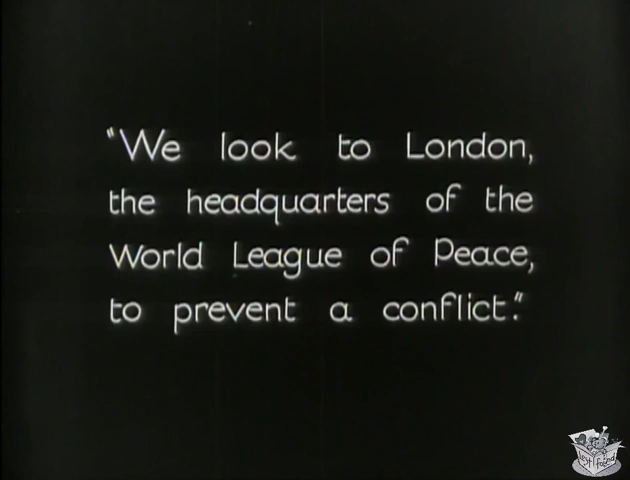 "We look to London,
the headquarters of the
World League of Peace,
to prevent a conflict."